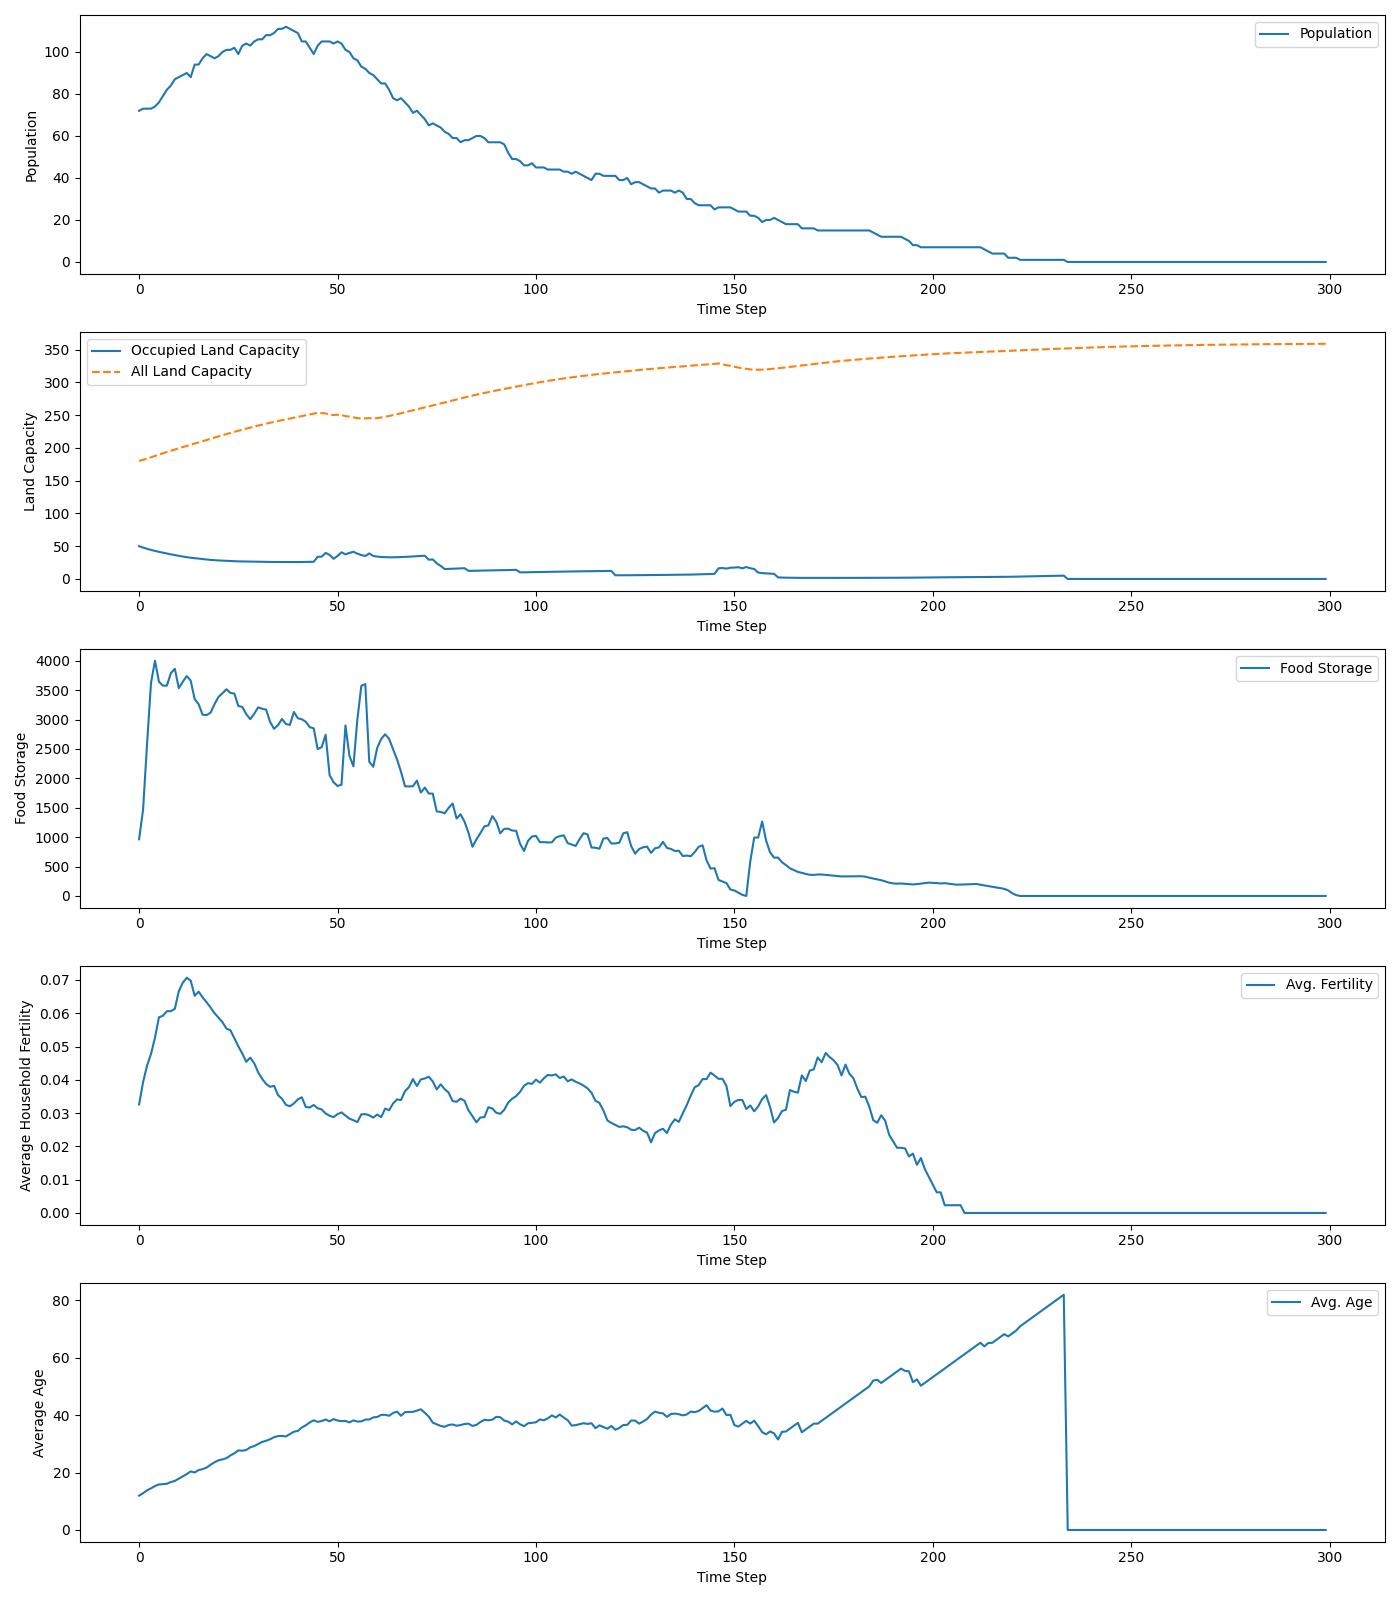 Population
100
80
60
40
20
0
Population
0 50 100 150 200 250 300
Time Step
Occupied Land Capacity
All Land Capacity
350
300
250
200
150
100
50
0
Land Capacity
0 50 100 150 200 250 300
Time Step
Food Storage
4000
3500
3000
2500
2000
1500
1000
500
0
Food Storage
0 50 100 150 200 250 300
Time Step
Avg. Fertility
0.07
0.06
0.05
0.04
0.03
0.02
0.01
0.00
Average Household Fertility
0 50 100 150 200 250 300
Time Step
Avg. Age
80
60
40
20
0
Average Age
0 50 100 150 200 250 300
Time Step